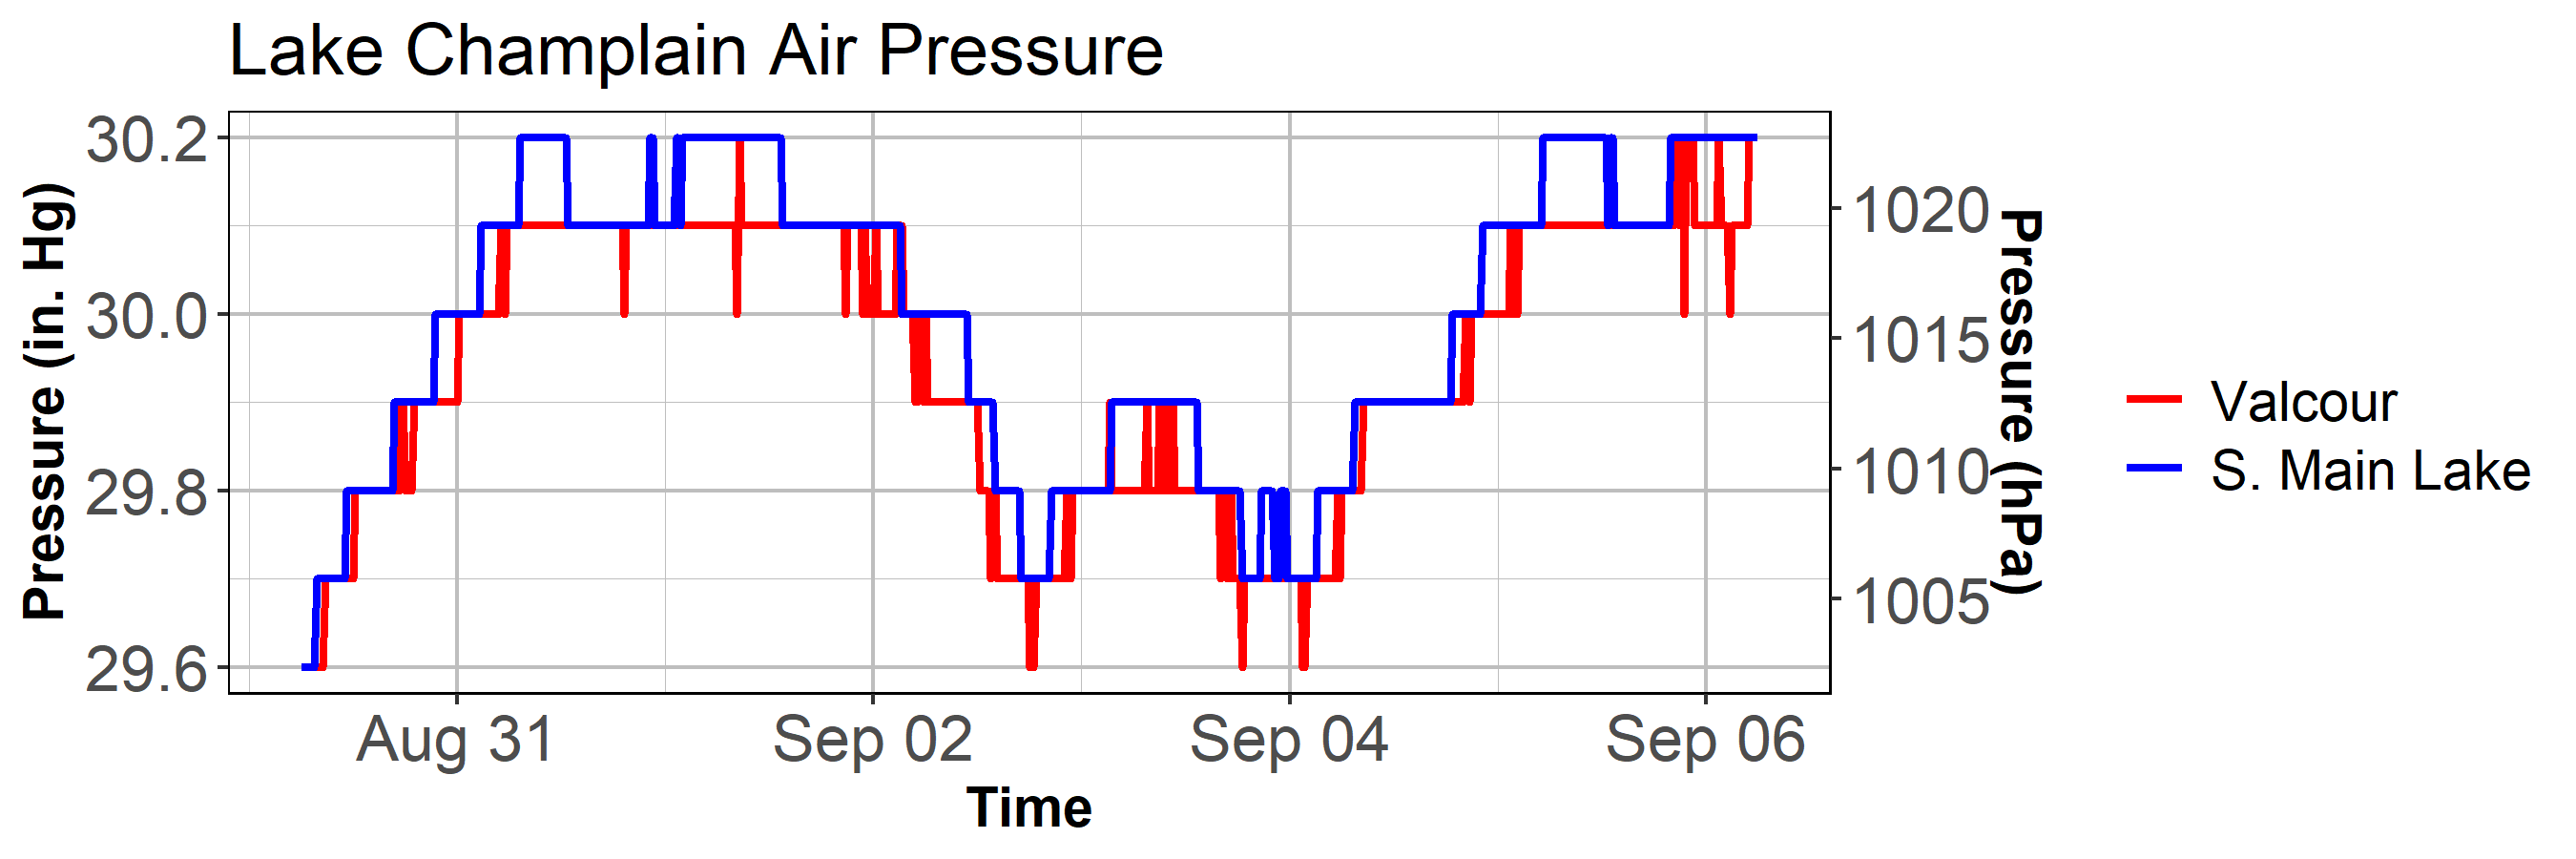 Lake Champlain Air Pressure
Pressure (in. Hg)
30.2
30.0
29.8
29.6
1020
1015
1010
1005
Pressure (hPa)
Aug 31
Sep 02
Sep 04
Sep 06
Time
Valcour
S. Main Lake